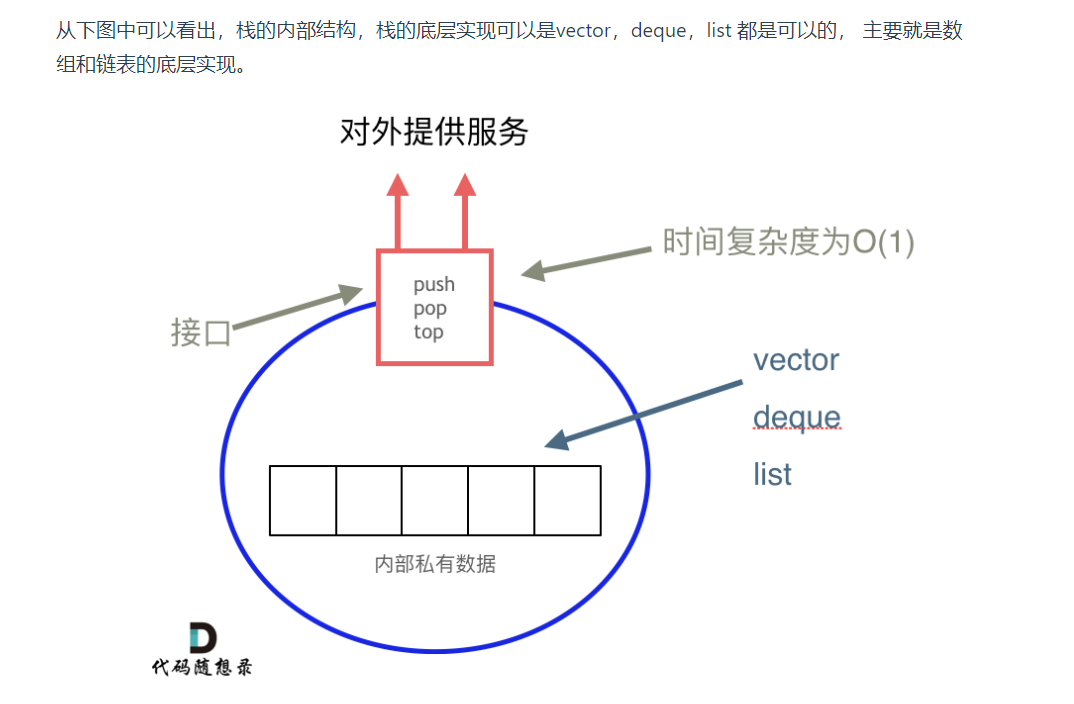 从下图中可以看出，栈的内部结构，栈的底层实现可以是vector，deque，list 都是可以的， 主要就是数
组和链表的底层实现。
对外提供服务
时间复杂度为O(1)
push
pop
top
接口
vector
deque
list
内部私有数据
D
代码随想录